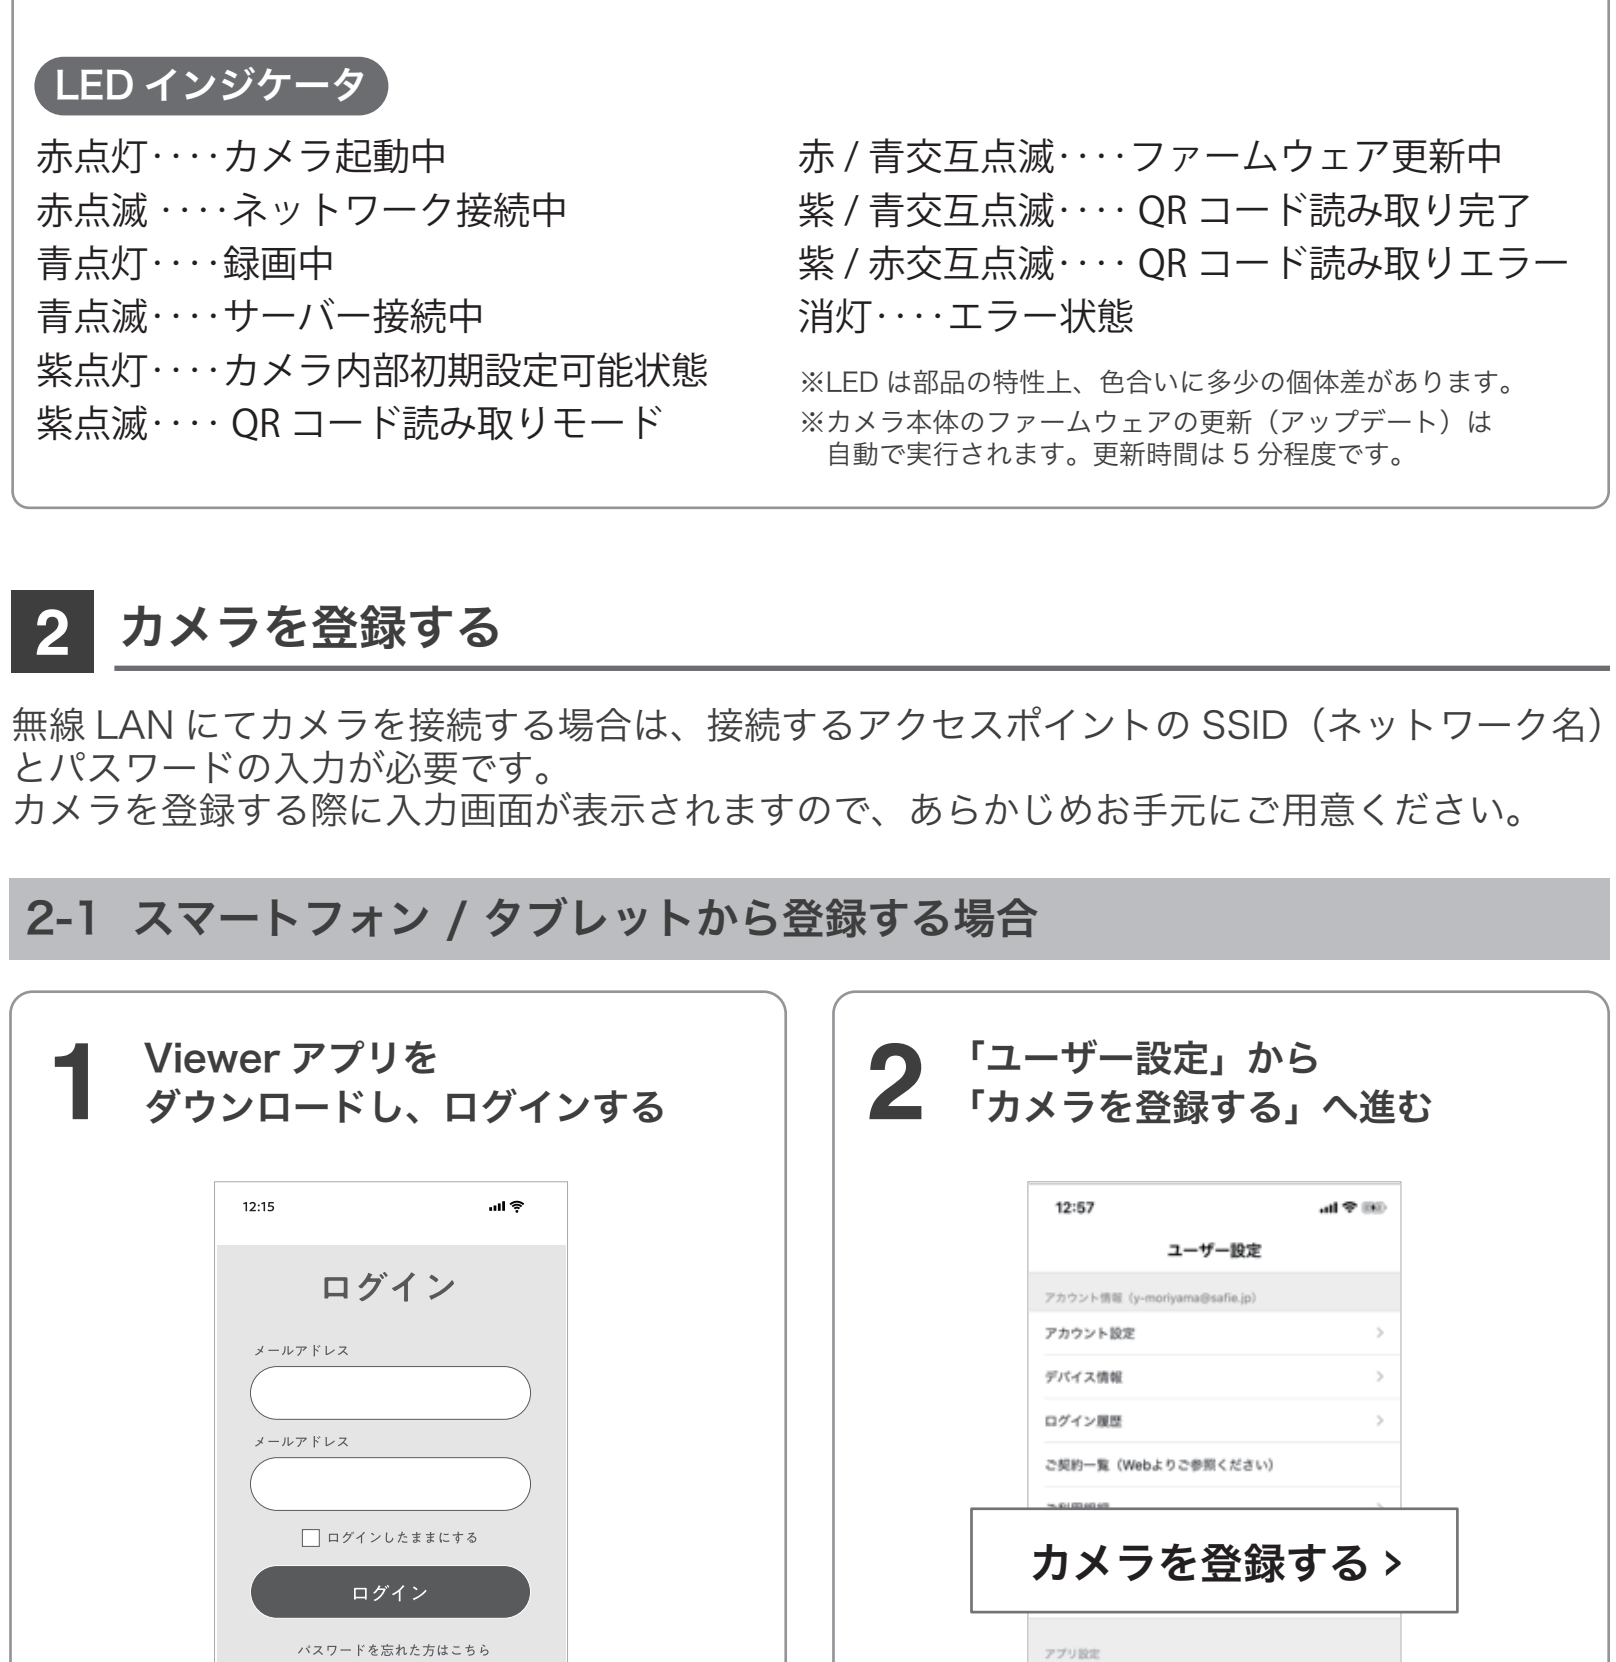 LED インジケータ
赤点灯‥‥カメラ起動中
赤点滅 ‥‥ネットワーク接続中
青点灯‥‥録画中
青点滅‥‥サーバー接続中
紫点灯‥‥カメラ内部初期設定可能状態
紫点滅‥‥ QR コード読み取りモード
赤 / 青交互点滅‥‥ファームウェア更新中
紫 / 青交互点滅‥‥ QR コード読み取り完了
紫 / 赤交互点滅‥‥ QR コード読み取りエラー
消灯‥‥エラー状態
※LED は部品の特性上、色合いに多少の個体差があります。
※カメラ本体のファームウェアの更新（アップデート）は
自動で実行されます。更新時間は 5 分程度です。
2 カメラを登録する
無線 LAN にてカメラを接続する場合は、接続するアクセスポイントの SSID（ネットワーク名）
とパスワードの入力が必要です。
カメラを登録する際に入力画面が表示されますので、あらかじめお手元にご用意ください。
2-1 スマートフォン / タブレットから登録する場合
1 Viewer アプリを
ダウンロードし、ログインする
12:15
ログイン
メールアドレス
メールアドレス
ログインしたままにする
ログイン
パスワードを忘れた方はこちら
2 「ユーザー設定」から
「カメラを登録する」へ進む
12:57
ユーザー設定
アカウント情報（y-moriyama@safie.jp）
アカウント設定 >
デバイス情報 >
ログイン履歴 >
ご契約一覧（Webよりご参照ください）
カメラを登録する >
アプリ設定